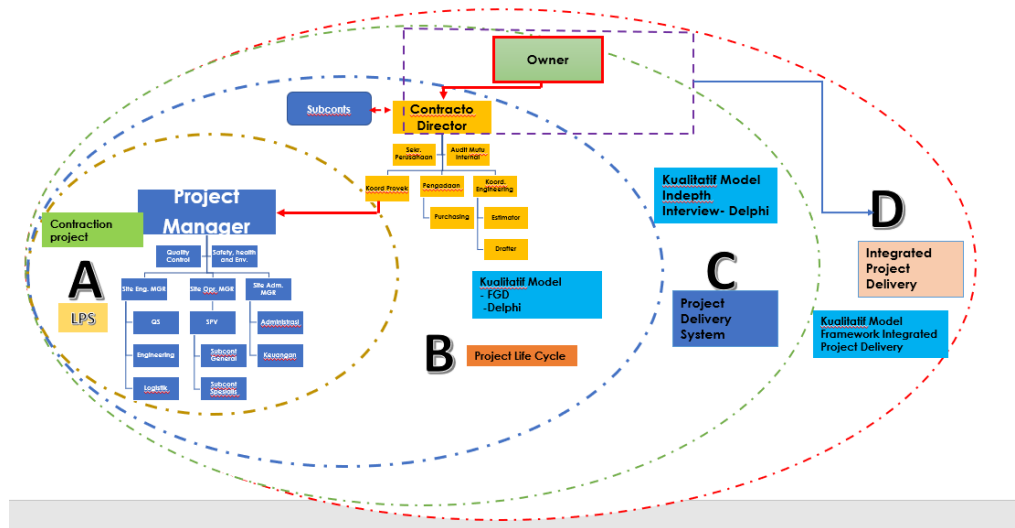 Owner
Subconts
Contracto
Director
Sekr.
Perusahaan
Audit Mutu
Internal
Koord Proyek
Pengadaan
Koord.
Engineering
Purchasing
Estimator
Drafter
Project
Manager
Contraction
project
Quality
Control
Safety, health
and Env.
A
LPS
Site Eng. MGR
Site Opr. MGR
Site Adm.
MGR
QS
SPV
Administrasi
Engineering
Subcont
General
Keuangan
Logistik
Subcont
Spesialis
Kualitatif Model
- FGD
-Delphi
B
Project Life Cycle
Kualitatif Model
Indepth
Interview- Delphi
C
Project
Delivery
System
D
Integrated
Project
Delivery
Kualitatif Model
Framework Integrated
Project Delivery